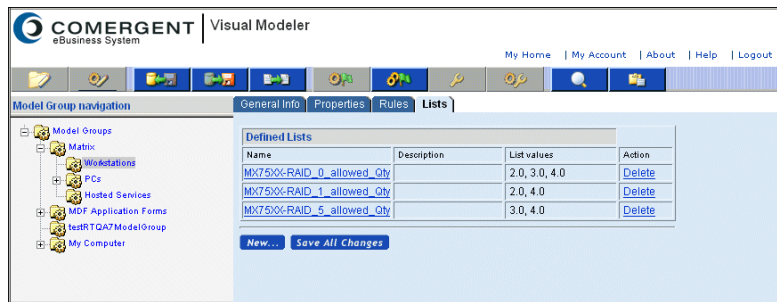 COMERGENT
eBusiness System
Visual Modeler
My Home | My Account | About | Help | Logout
Model Group navigation
General Info Properties Rules Lists
Model Groups
Matrix
Workstations
PCs
Hosted Services
MDF Application Forms
testRTQA7ModelGroup
My Computer
Defined Lists
Name Description List values Action
MX75XX-RAID_0_allowed_Qty 2.0, 3.0, 4.0 Delete
MX75XX-RAID_1_allowed_Qty 2.0, 4.0 Delete
MX75XX-RAID_5_allowed_Qty 3.0, 4.0 Delete
New... Save All Changes